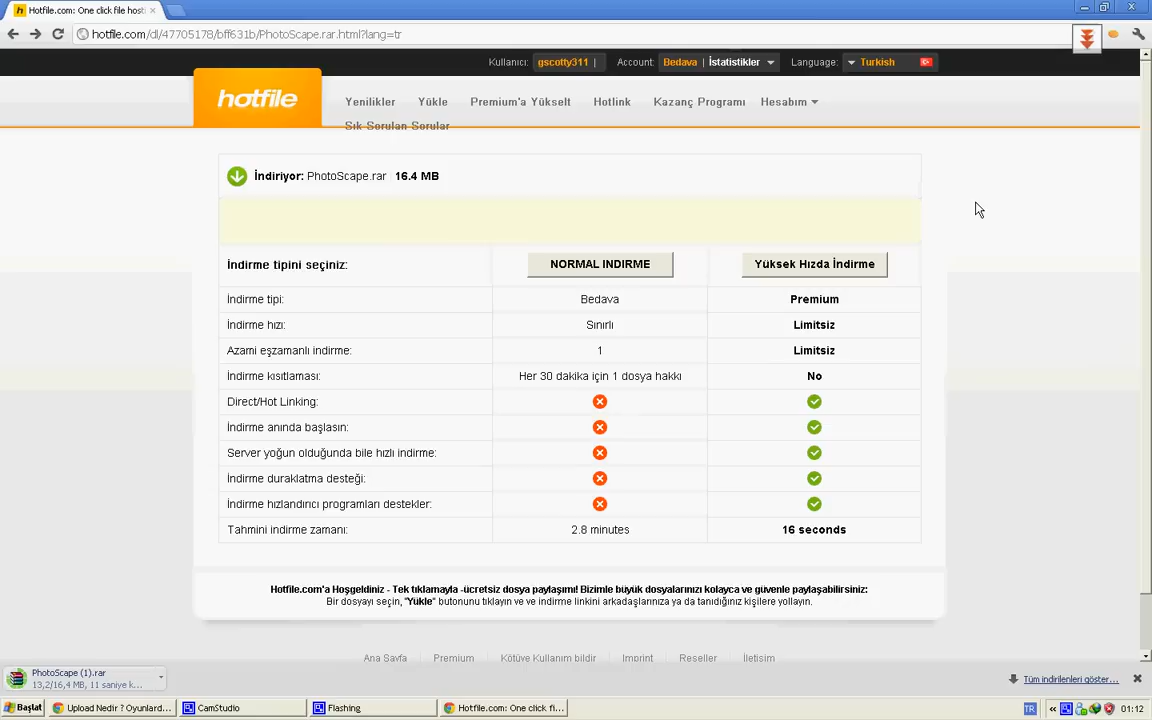 Hotfile.com: One click file host
hotfile.com/dl/47705178/bff631b/PhotoScape.rar.html?lang=tr
Kullanıcı: gscotty311 | Account: Bedava | İstatistikler Language: Turkish
hotfile
Yenilikler Yükle Premium'a Yükselt Hotlink Kazanç Programı Hesabım
Sık Sorulan Sorular
İndiriyor: PhotoScape.rar 16.4 MB
İndirme tipini seçiniz: NORMAL INDIRME Yüksek Hızda İndirme
İndirme tipi: Bedava Premium
İndirme hızı: Sınırlı Limitsiz
Azami eşzamanlı indirme: 1 Limitsiz
İndirme kısıtlaması: Her 30 dakika için 1 dosya hakkı No
Direct/Hot Linking:
İndirme anında başlasın:
Server yoğun olduğunda bile hızlı indirme:
İndirme duraklatma desteği:
İndirme hızlandırıcı programları destekler:
Tahmini indirme zamanı: 2.8 minutes 16 seconds
Hotfile.com'a Hoşgeldiniz - Tek tıklamayla -ücretsiz dosya paylaşımı! Bizimle büyük dosyalarınızı kolayca ve güvenle paylaşabilirsiniz:
Bir dosyayı seçin, "Yükle" butonunu tıklayın ve ve indirme linkini arkadaşlarınıza ya da tanıdığınız kişilere yollayın.
Ana Sayfa Premium Kötüye Kullanım bildir Imprint Reseller İletişim
PhotoScape (1).rar
13,2/16,4 MB, 11 saniye k...
Tüm indirilenleri göster...
Başlat Upload Nedir ? Oyunlard... CamStudio Flashing Hotfile.com: One click fi... TR « 01:12